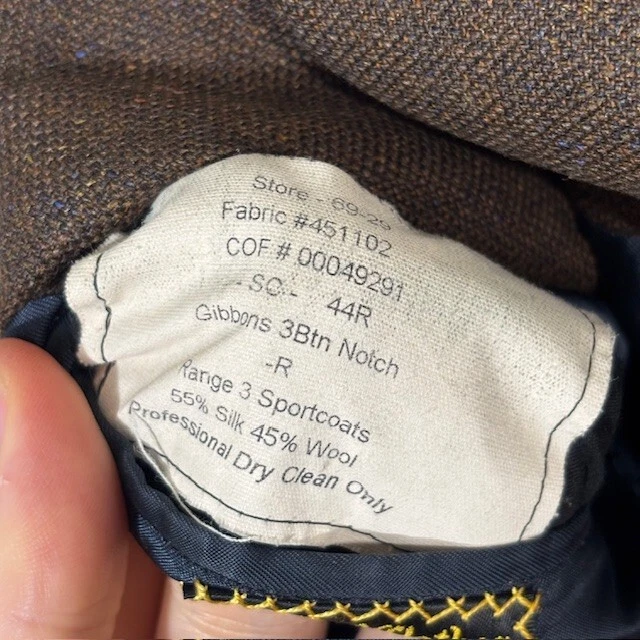 Store - 69-29
Fabric #451102
COF # 00049291
- SC - 44R
Gibbons 3Btn Notch
-R
Range 3 Sportcoats
55% Silk 45% Wool
Professional Dry Clean Only